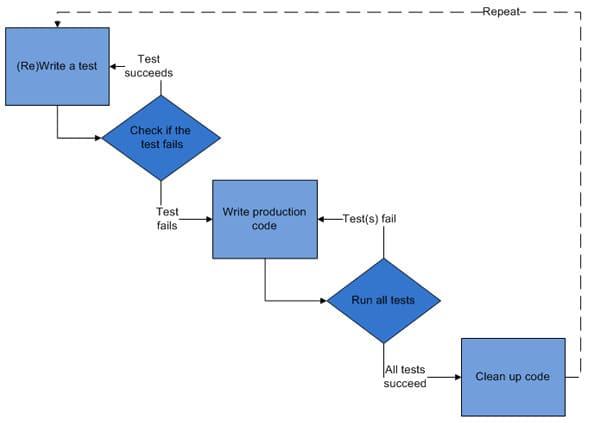 Repeat
(Re)Write a test
Test
succeeds
Check if the
test fails
Test
fails
Write production
code
Test(s) fail
Run all tests
All tests
succeed
Clean up code